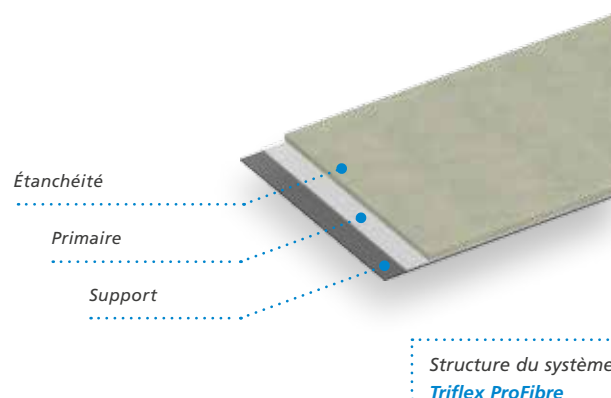 Étanchéité
Primaire
Support
Structure du système
Triflex ProFibre